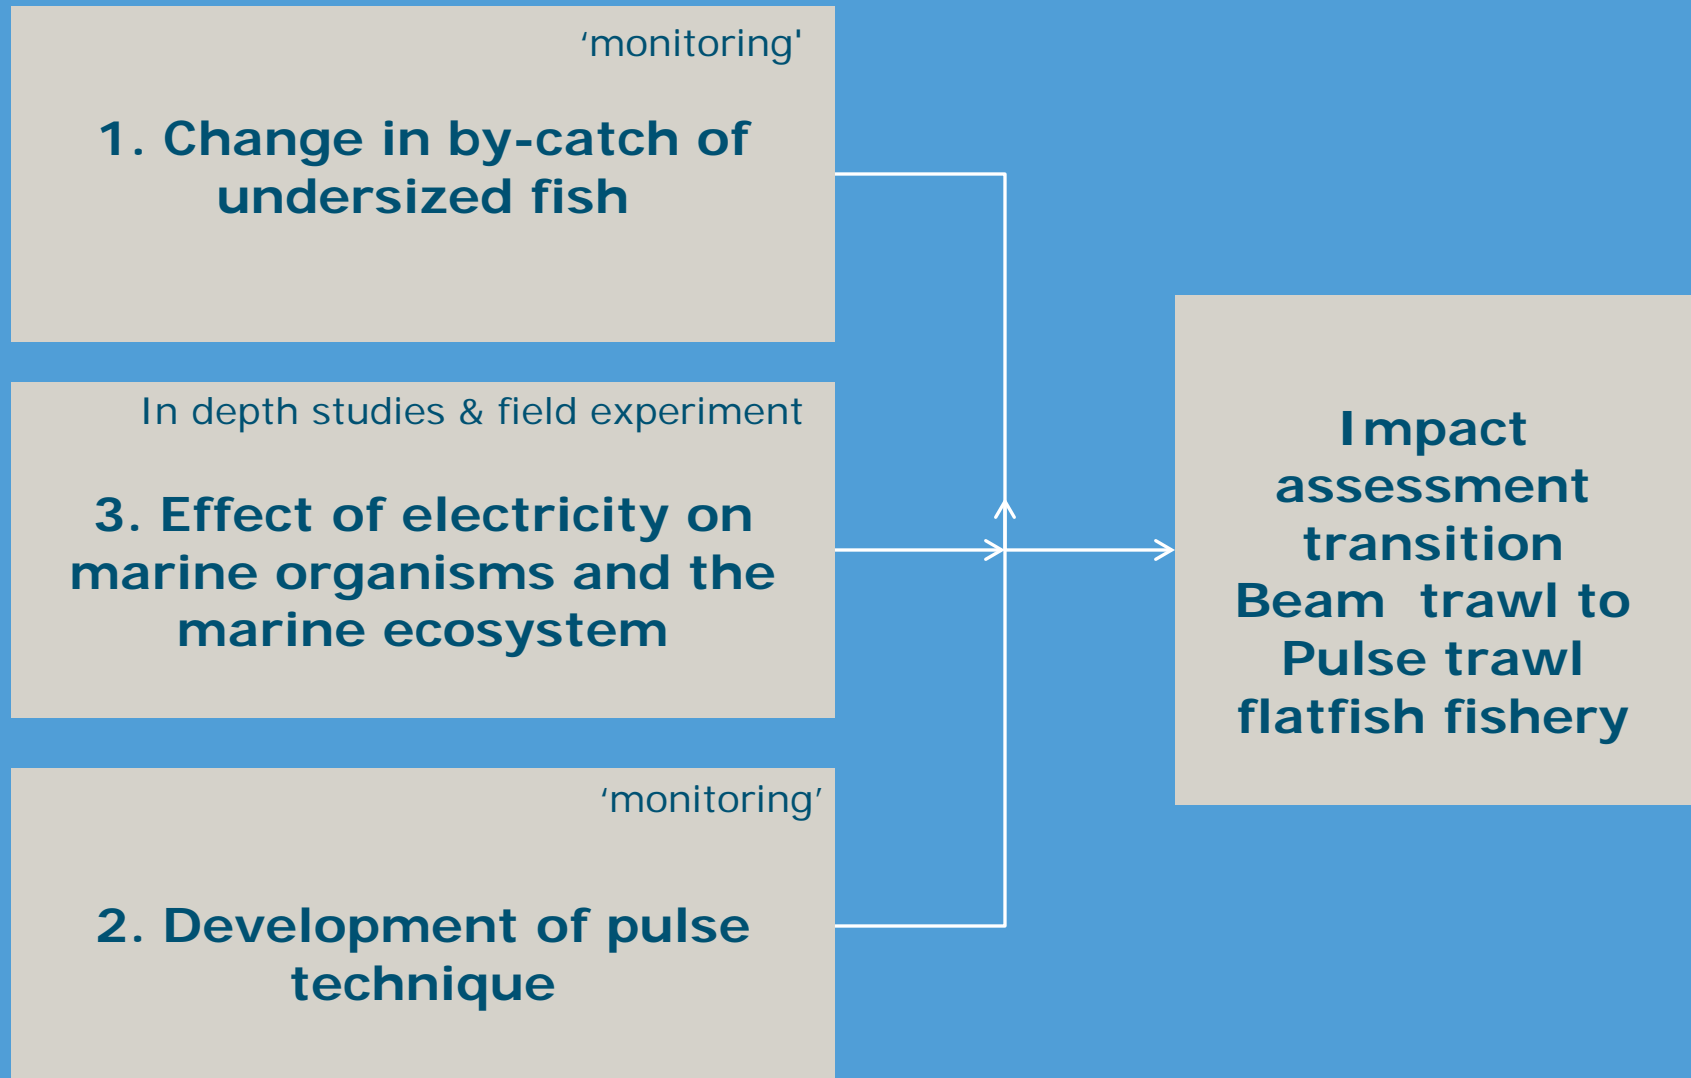 ‘monitoring'
1. Change in by-catch of
undersized fish
In depth studies & field experiment
3. Effect of electricity on
marine organisms and the
marine ecosystem
‘monitoring’
2. Development of pulse
technique
Impact
assessment
transition
Beam  trawl to
Pulse trawl
flatfish fishery